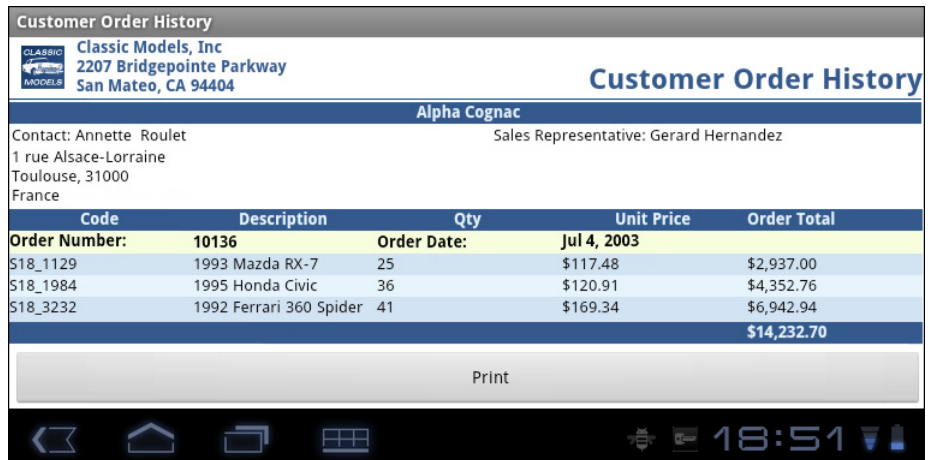 Customer Order History
CLASSIC
MODELS
Classic Models, Inc
2207 Bridgepointe Parkway
San Mateo, CA 94404
Customer Order History
Alpha Cognac
Contact: Annette Roulet
Sales Representative: Gerard Hernandez
1 rue Alsace-Lorraine
Toulouse, 31000
France
Code Description Qty Unit Price Order Total
Order Number: 10136 Order Date: Jul 4, 2003
S18_1129 1993 Mazda RX-7 25 $117.48 $2,937.00
S18_1984 1995 Honda Civic 36 $120.91 $4,352.76
S18_3232 1992 Ferrari 360 Spider 41 $169.34 $6,942.94
$14,232.70
Print
18:51